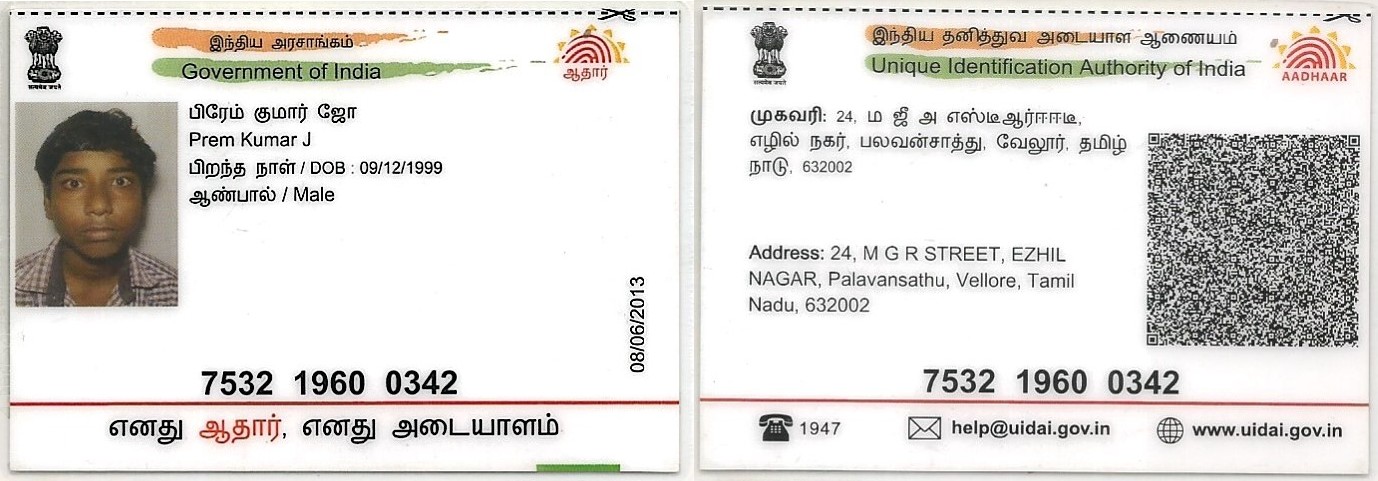 இந்திய அரசாங்கம்
Government of India
ஆதார்
பிரேம் குமார் ஜோ
Prem Kumar J
பிறந்த நாள் / DOB : 09/12/1999
ஆண்பால் / Male
08/06/2013
7532 1960 0342
எனது ஆதார், எனது அடையாளம்
இந்திய தனித்துவ அடையாள ஆணையம்
Unique Identification Authority of India
AADHAAR
முகவரி: 24, ம ஜீ அ எஸ்டீஆர்ஈஈடீ,
எழில் நகர், பலவன்சாத்து, வேலூர், தமிழ்
நாடு, 632002
Address: 24, M G R STREET, EZHIL
NAGAR, Palavansathu, Vellore, Tamil
Nadu, 632002
7532 1960 0342
1947
help@uidai.gov.in
www.uidai.gov.in